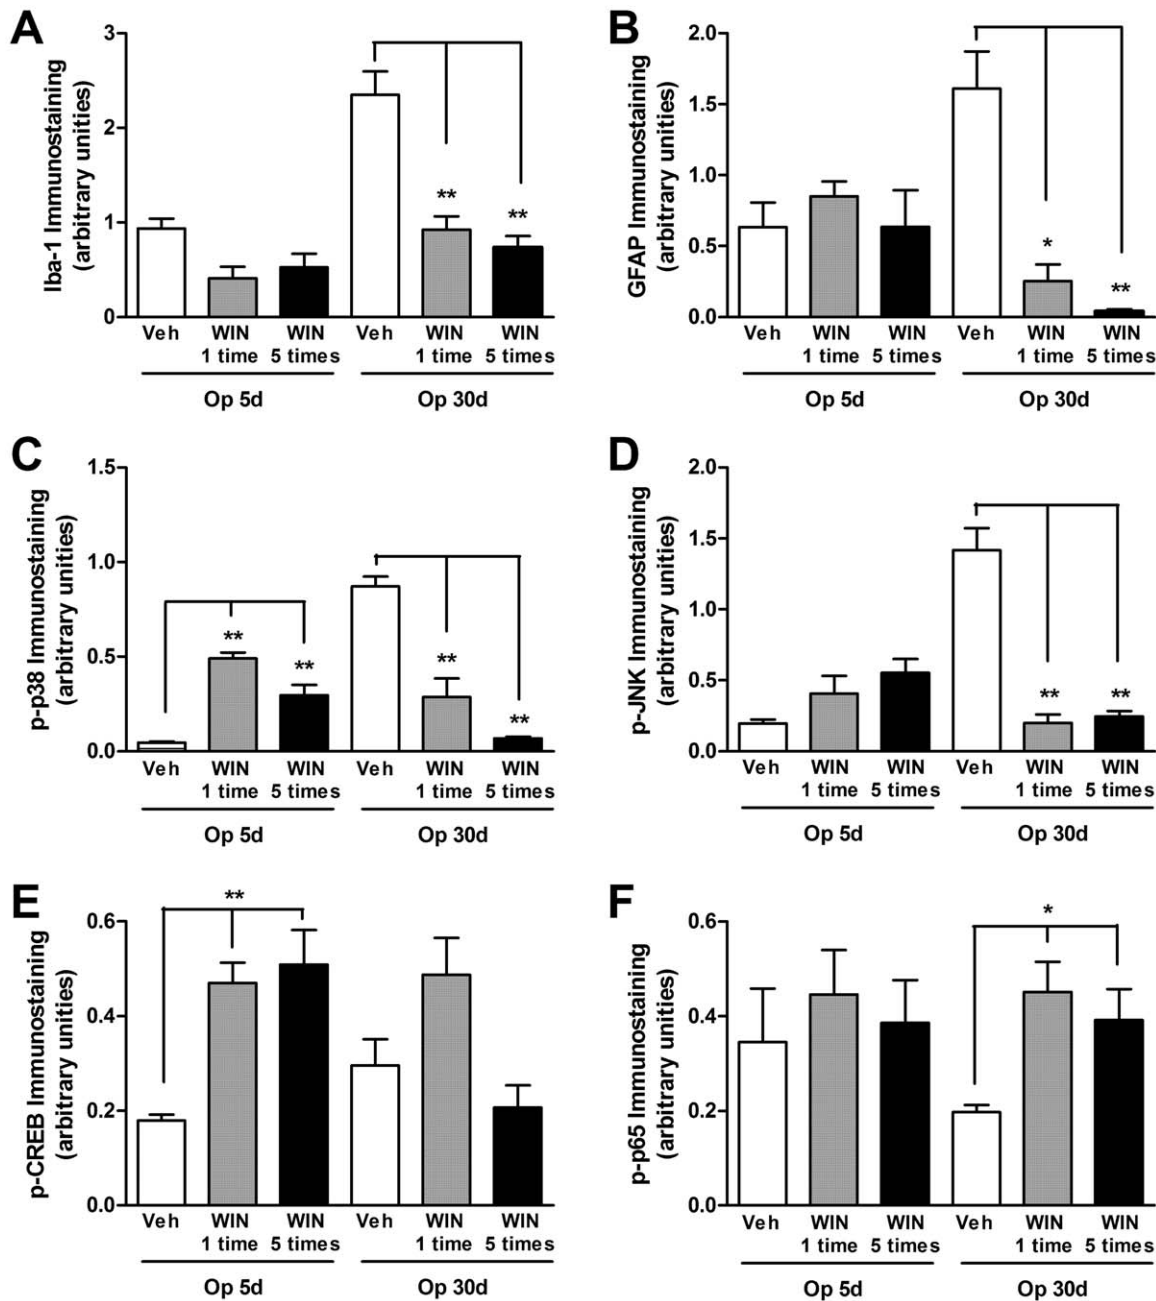 A
Iba-1 Immunostaining
(arbitrary unities)
3
2
1
0
** **
Veh WIN WIN Veh WIN WIN
1 time 5 times 1 time 5 times
Op 5d Op 30d
B
GFAP Immunostaining
(arbitrary unities)
2.0
1.5
1.0
0.5
0.0
* **
Veh WIN WIN Veh WIN WIN
1 time 5 times 1 time 5 times
Op 5d Op 30d
C
p-p38 Immunostaining
(arbitrary unities)
1.5
1.0
0.5
0.0
** ** ** **
Veh WIN WIN Veh WIN WIN
1 time 5 times 1 time 5 times
Op 5d Op 30d
D
p-JNK Immunostaining
(arbitrary unities)
2.0
1.5
1.0
0.5
0.0
** **
Veh WIN WIN Veh WIN WIN
1 time 5 times 1 time 5 times
Op 5d Op 30d
E
p-CREB Immunostaining
(arbitrary unities)
0.6
0.4
0.2
0.0
**
Veh WIN WIN Veh WIN WIN
1 time 5 times 1 time 5 times
Op 5d Op 30d
F
p-p65 Immunostaining
(arbitrary unities)
0.6
0.4
0.2
0.0
*
Veh WIN WIN Veh WIN WIN
1 time 5 times 1 time 5 times
Op 5d Op 30d